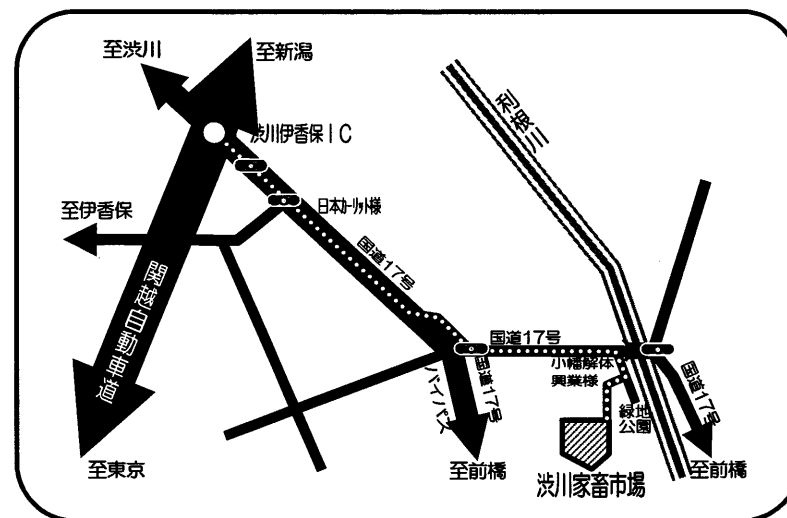 至渋川
至新潟
渋川伊香保IC
利根川
至伊香保
日本カーリット様
国道17号
関越自動車道
国道17号
小幡解体
興業様
国道17号
バイパス
国道17号
緑地
公園
至東京
至前橋
渋川家畜市場
至前橋